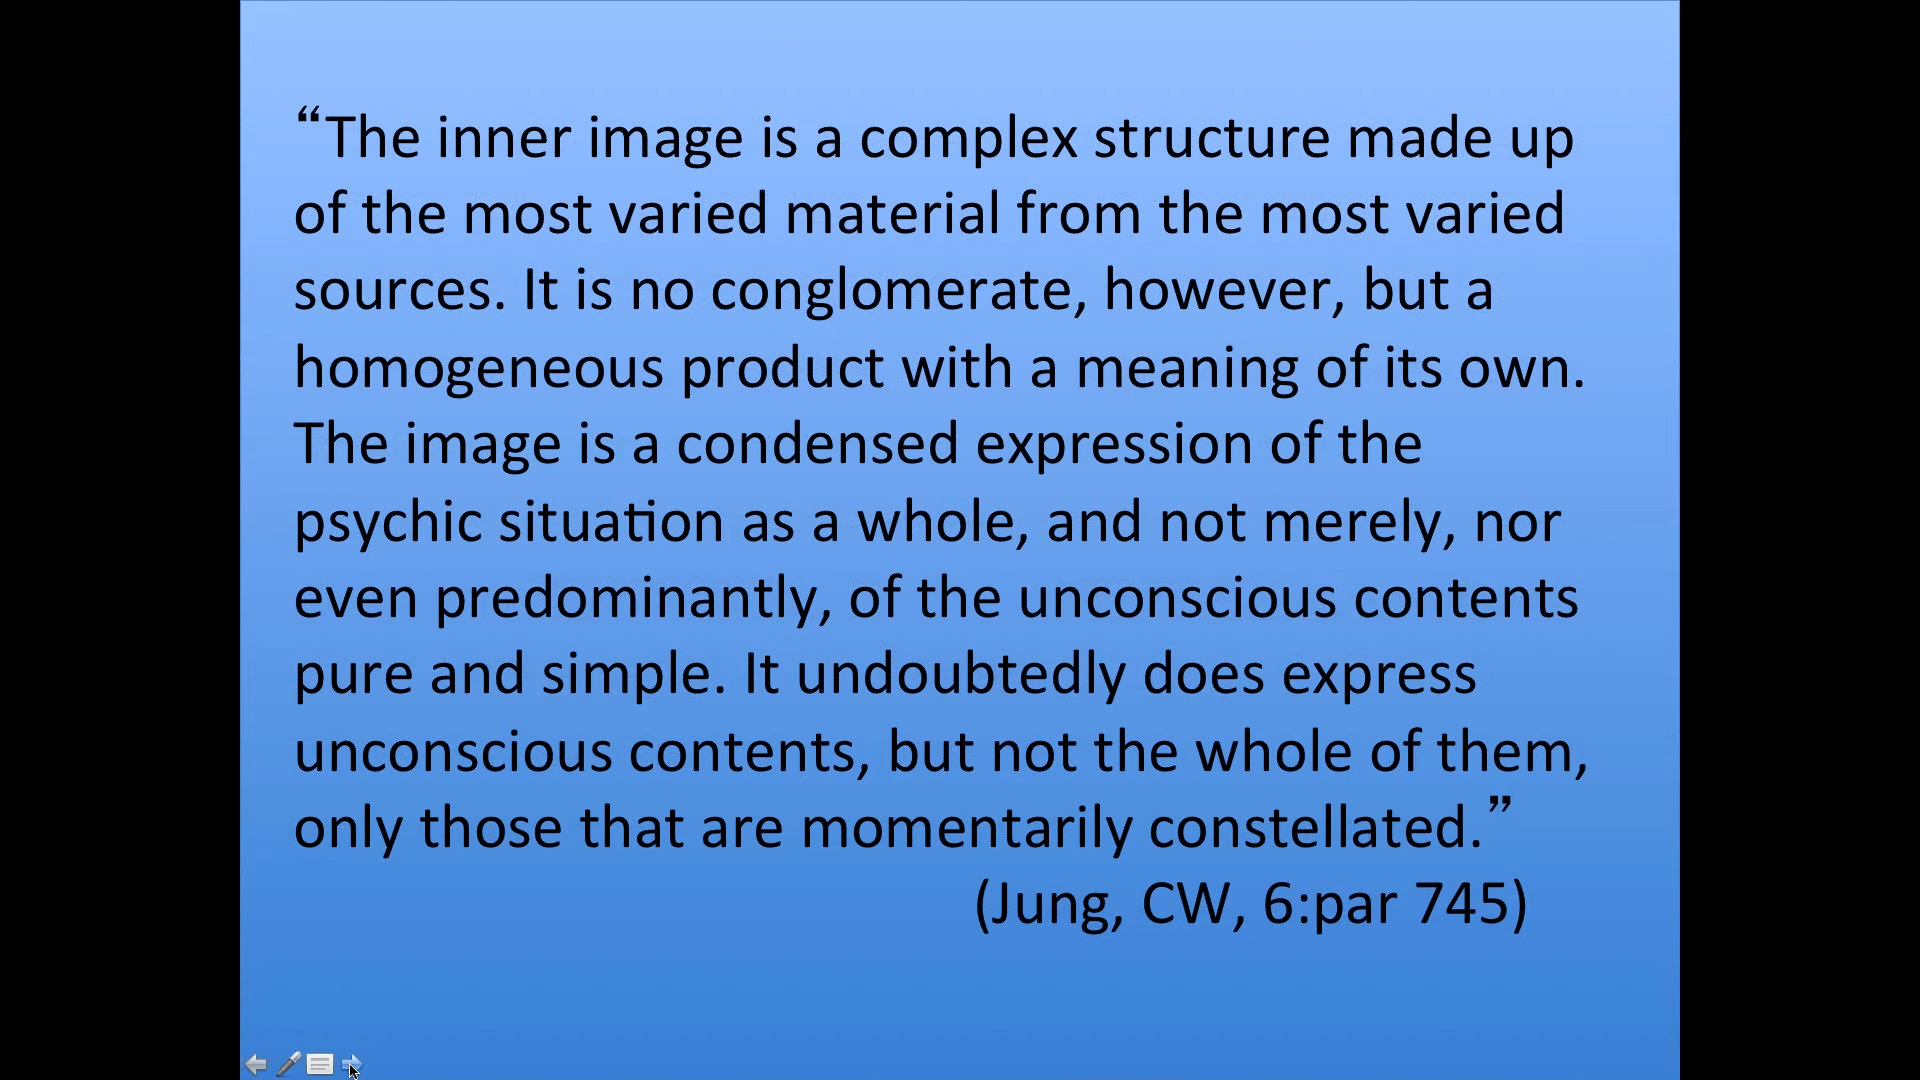 “The inner image is a complex structure made up
of the most varied material from the most varied
sources. It is no conglomerate, however, but a
homogeneous product with a meaning of its own.
The image is a condensed expression of the
psychic situation as a whole, and not merely, nor
even predominantly, of the unconscious contents
pure and simple. It undoubtedly does express
unconscious contents, but not the whole of them,
only those that are momentarily constellated.”
(Jung, CW, 6:par 745)